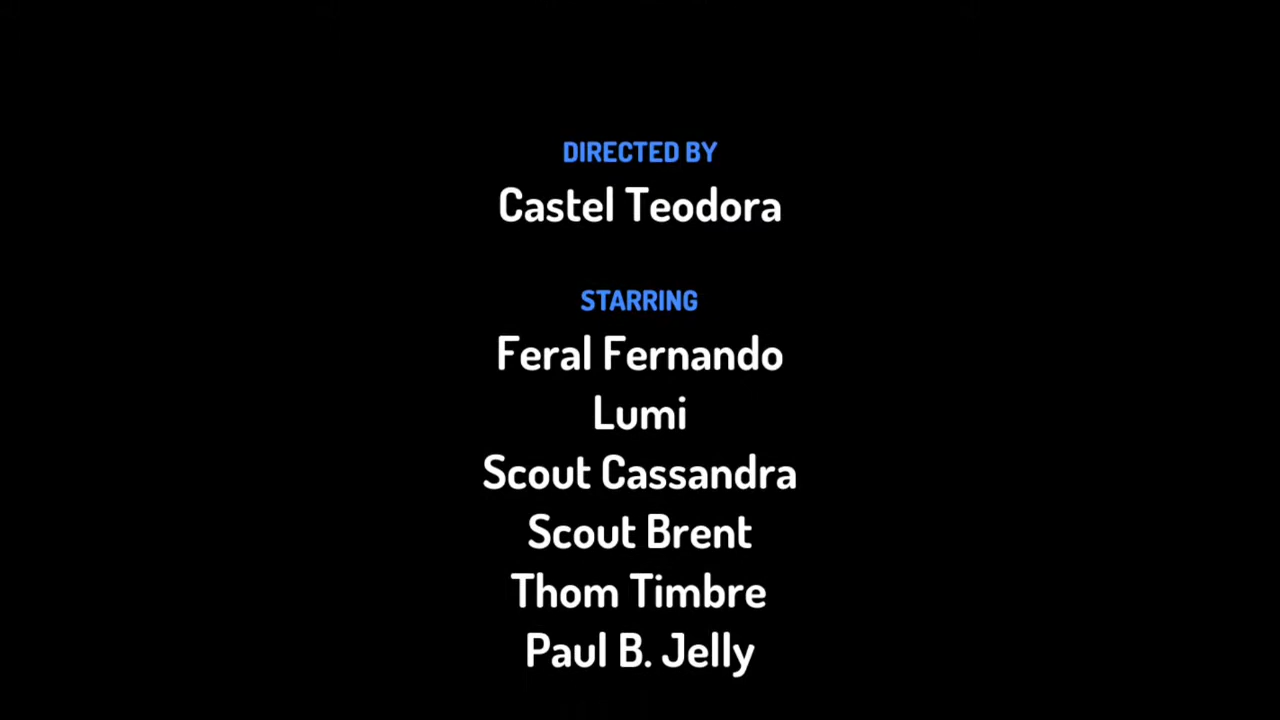 DIRECTED BY
Castel Teodora
STARRING
Feral Fernando
Lumi
Scout Cassandra
Scout Brent
Thom Timbre
Paul B. Jelly